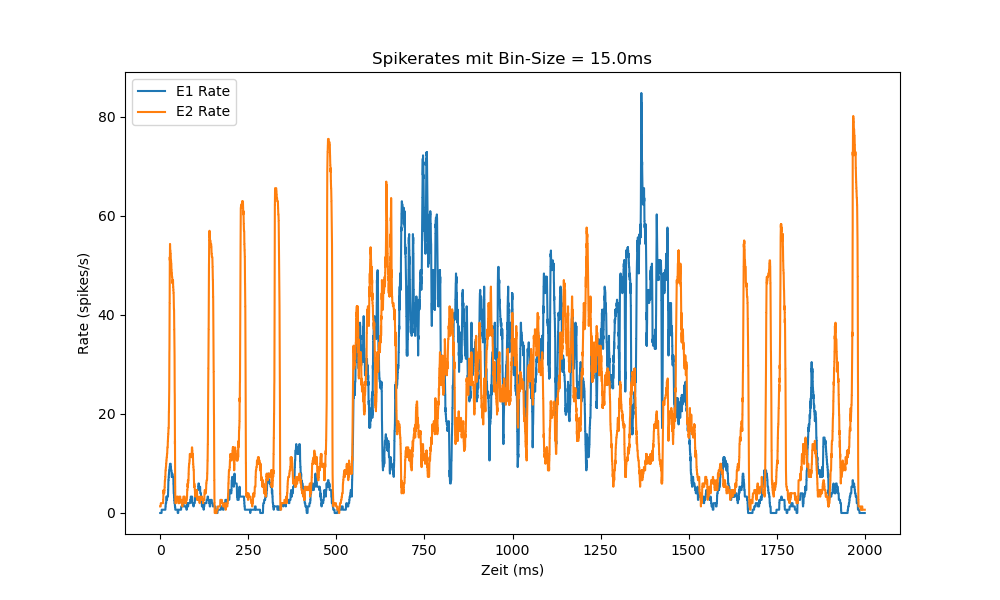 Spikerates mit Bin-Size = 15.0ms
E1 Rate
E2 Rate
Rate (spikes/s)
80
60
40
20
0
0 250 500 750 1000 1250 1500 1750 2000
Zeit (ms)